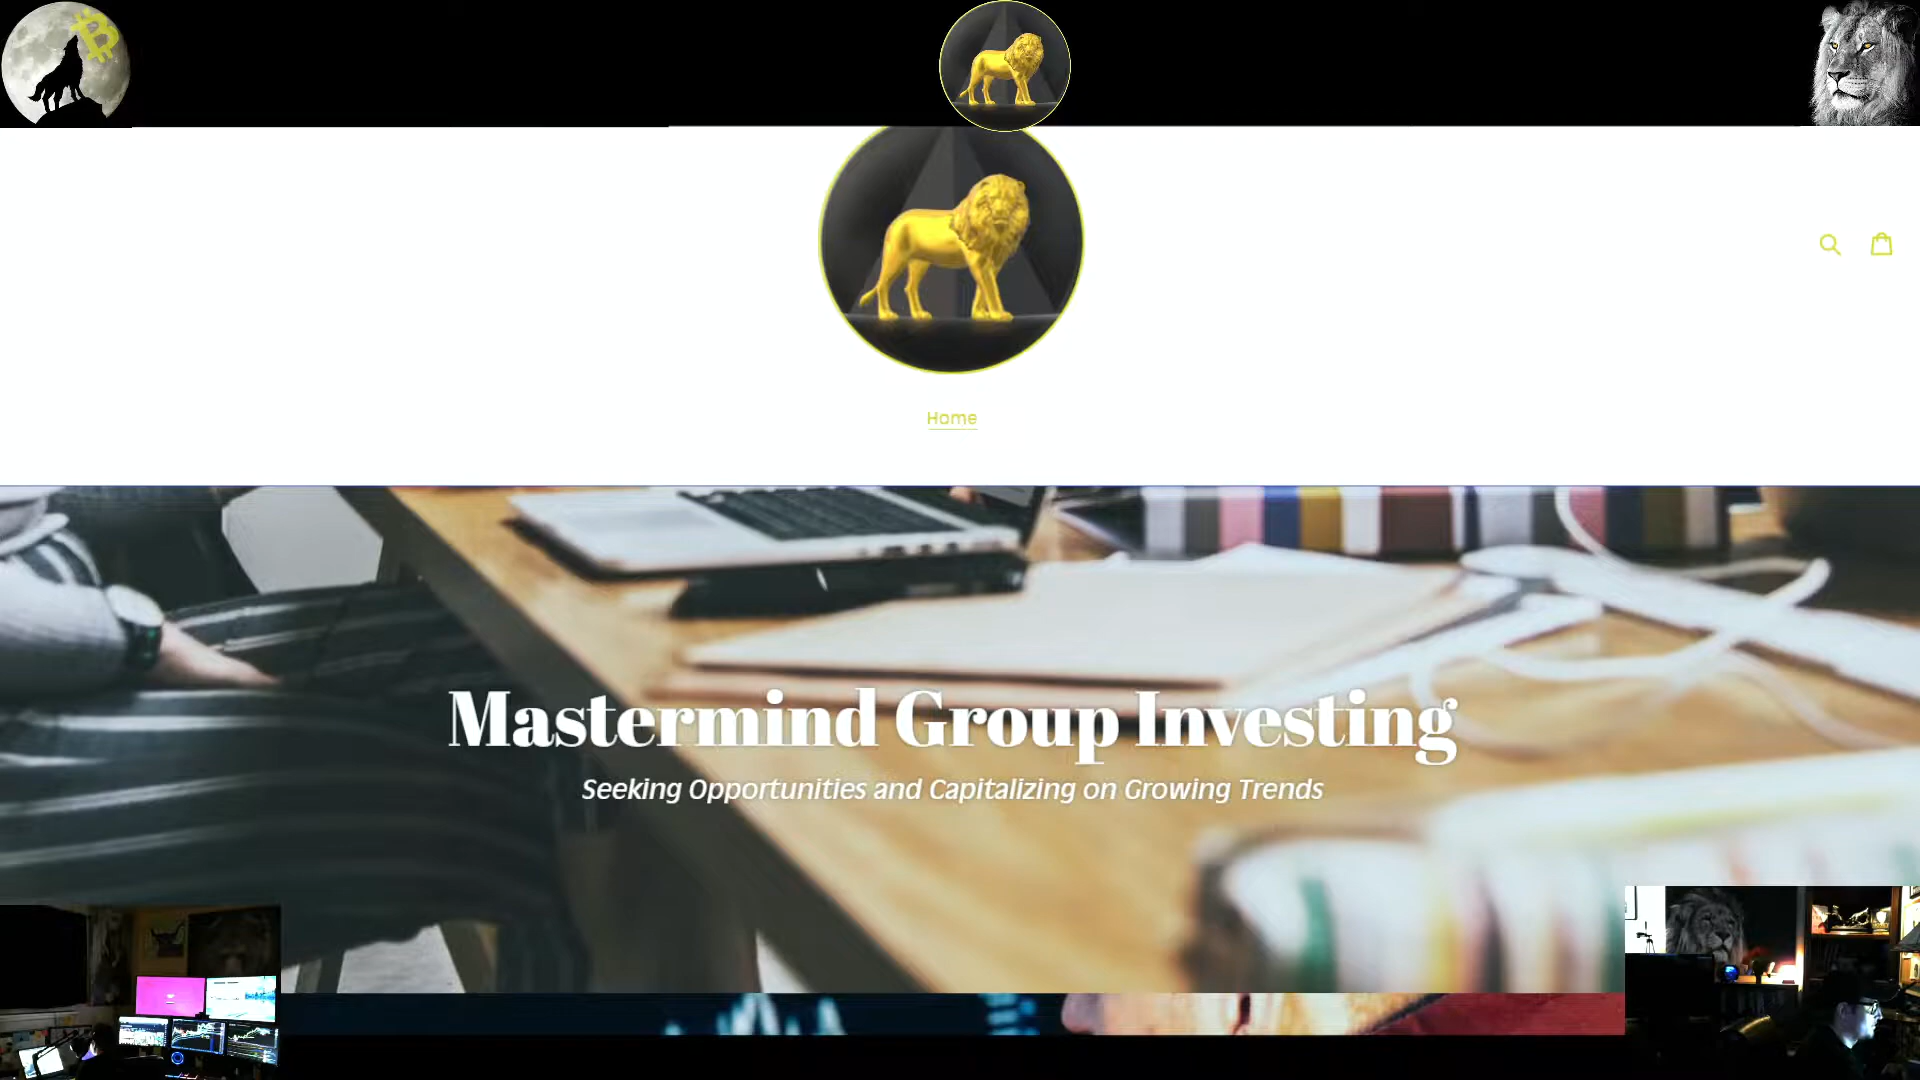 Home
Mastermind Group Investing
Seeking Opportunities and Capitalizing on Growing Trends